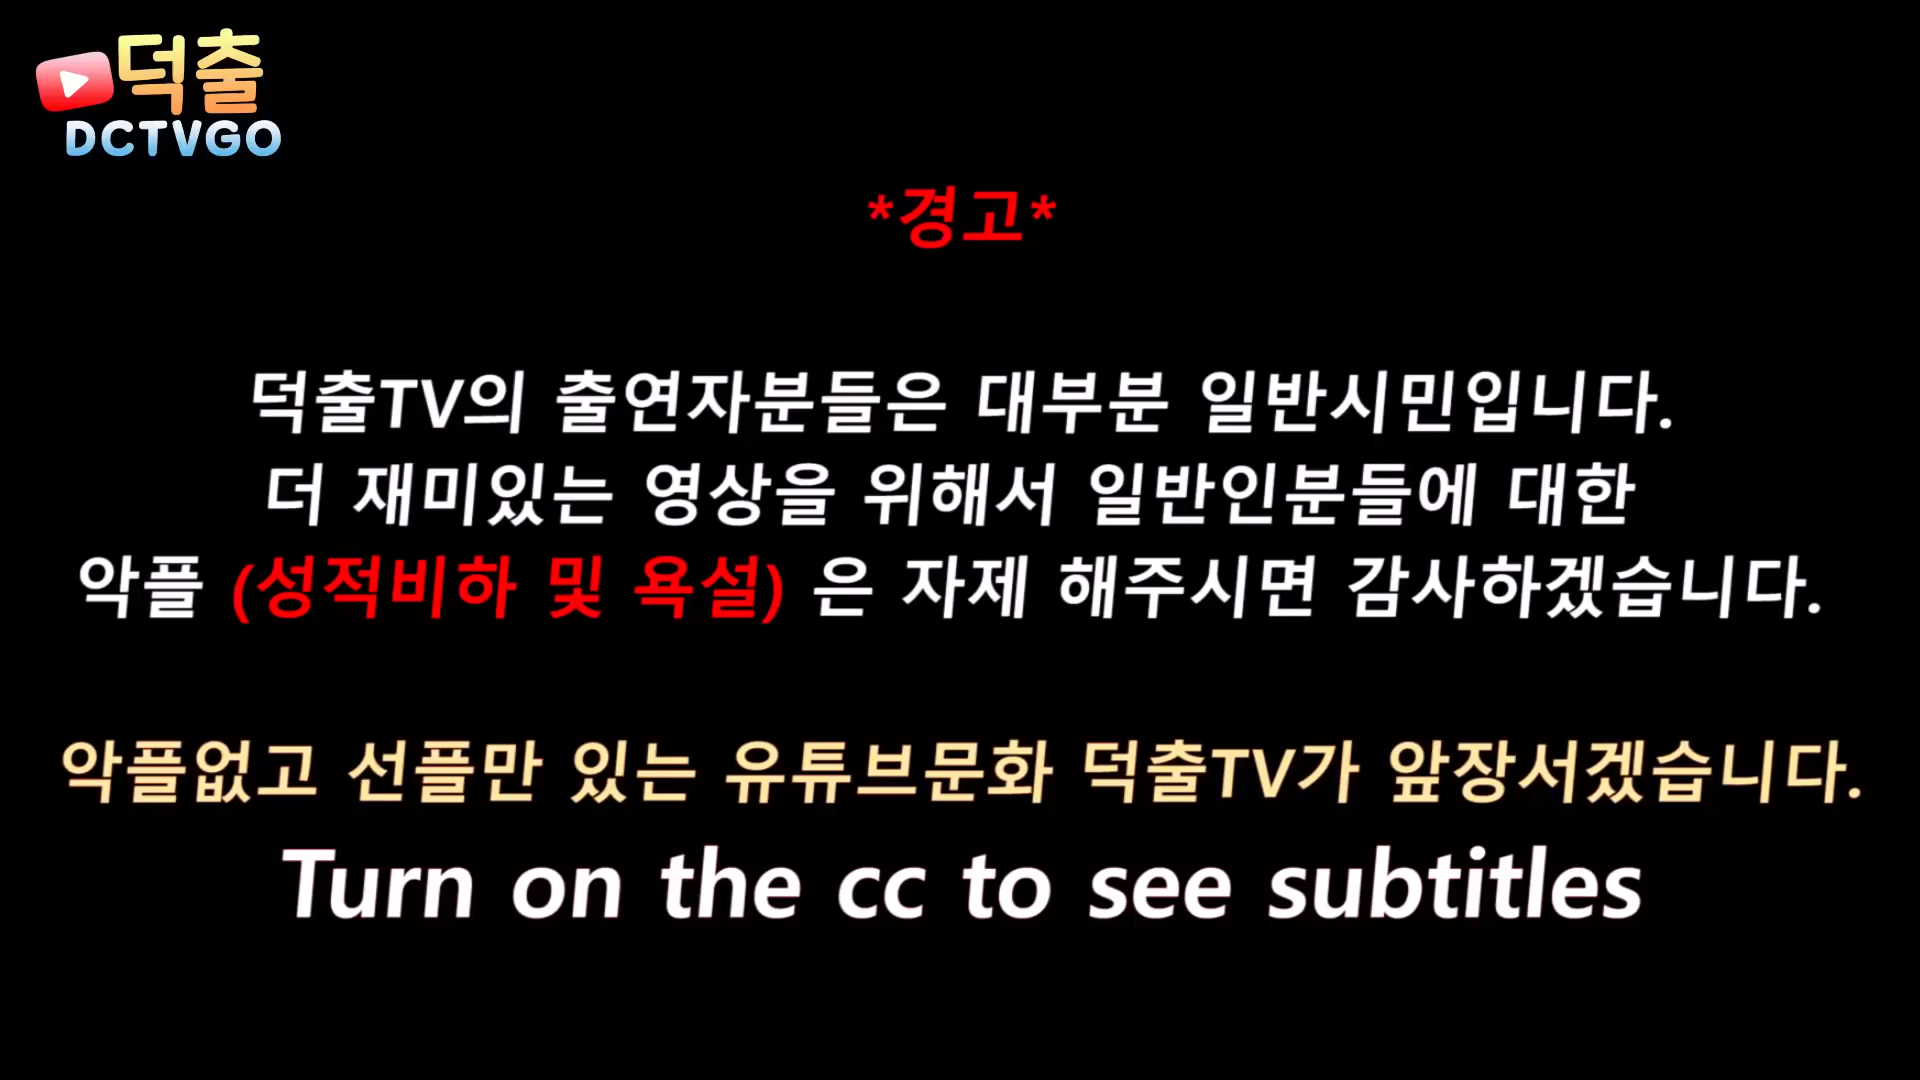 덕출
DCTVGO
*경고*
덕출TV의 출연자분들은 대부분 일반시민입니다.
더 재미있는 영상을 위해서 일반인분들에 대한
악플 (성적비하 및 욕설) 은 자제 해주시면 감사하겠습니다.
악플없고 선플만 있는 유튜브문화 덕출TV가 앞장서겠습니다.
Turn on the cc to see subtitles